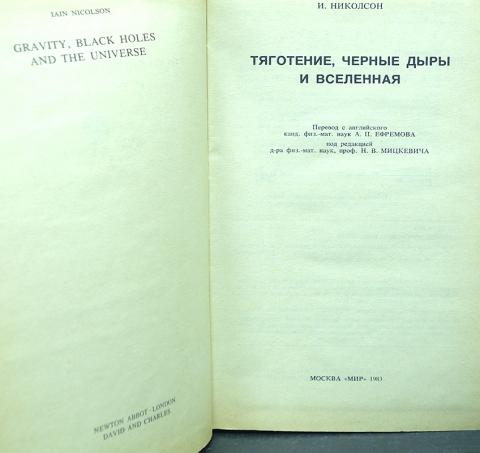 IAIN NICOLSON
GRAVITY, BLACK HOLES
AND THE UNIVERSE
NEWTON ABBOT · LONDON
DAVID AND CHARLES
И. НИКОЛСОН
ТЯГОТЕНИЕ, ЧЕРНЫЕ ДЫРЫ
И ВСЕЛЕННАЯ
Перевод с английского
канд. физ.-мат. наук А. П. ЕФРЕМОВА
под редакцией
д-ра физ.-мат. наук, проф. Н. В. МИЦКЕВИЧА
МОСКВА «МИР» 1983